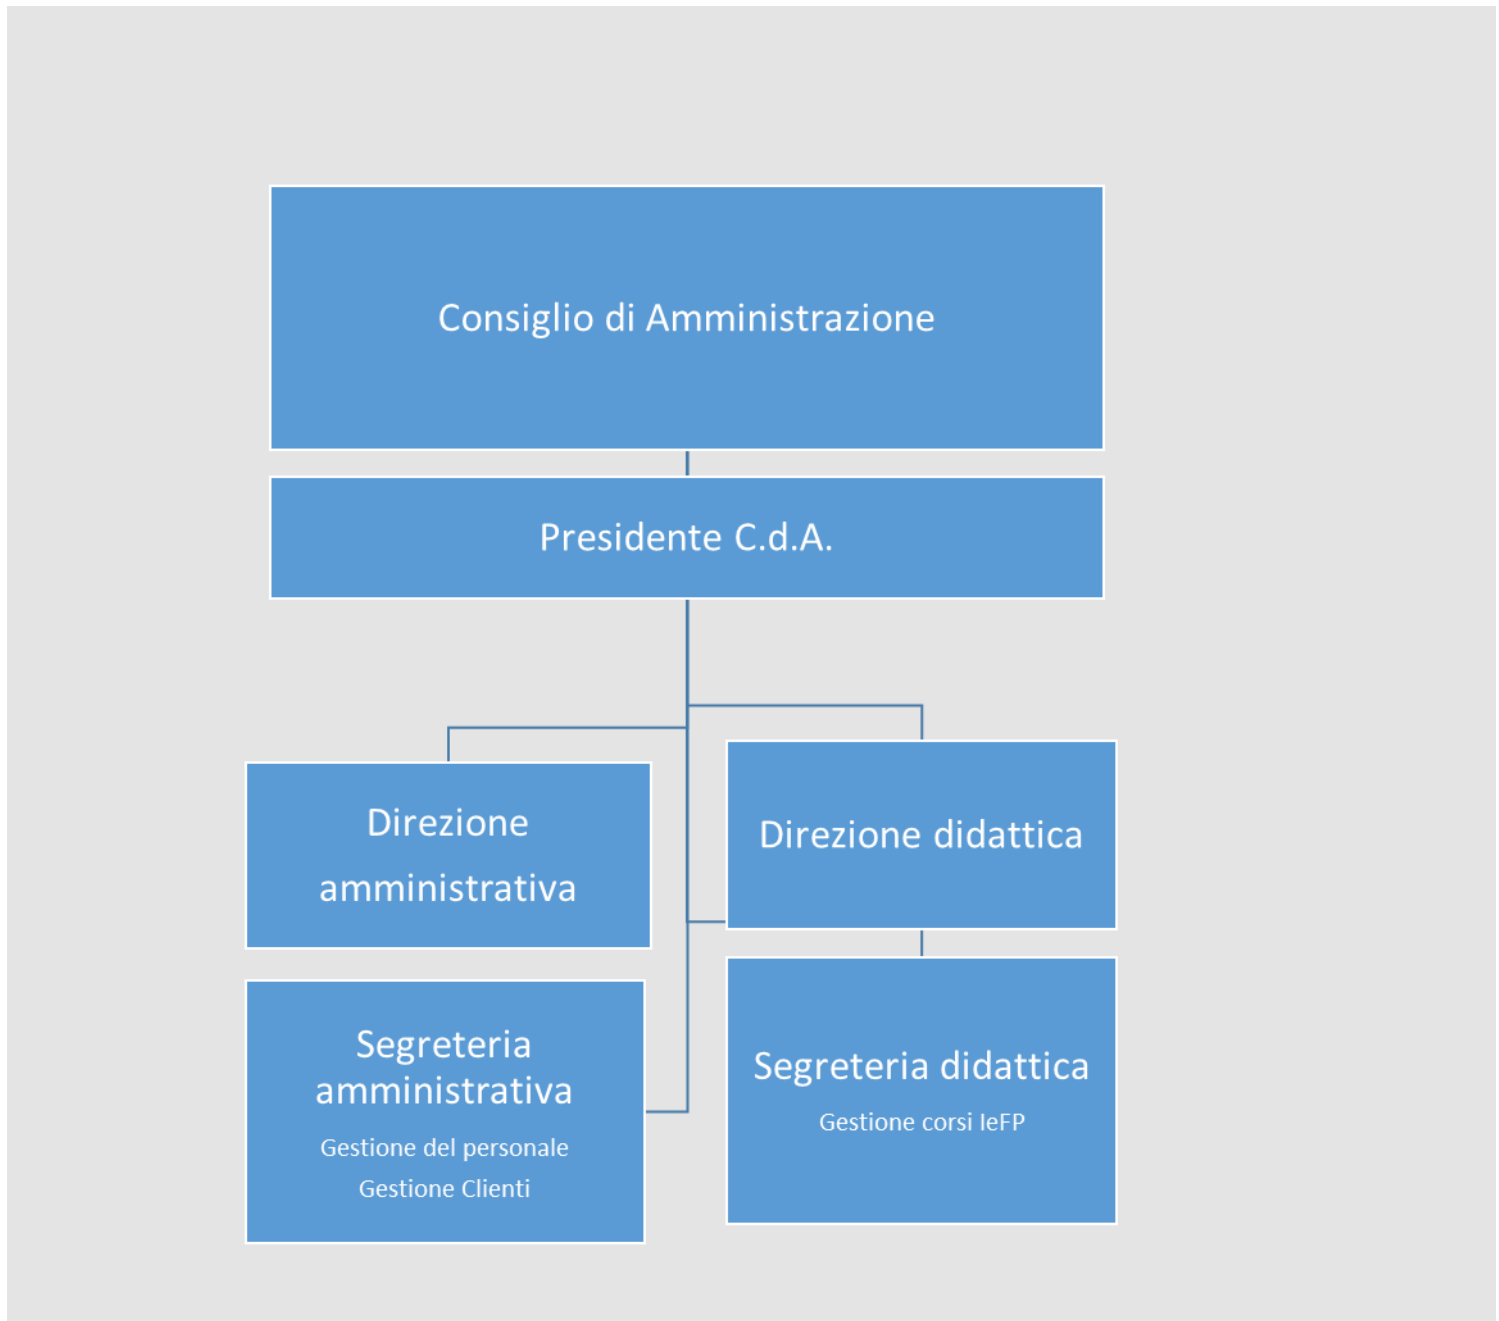 Consiglio di Amministrazione
Presidente C.d.A.
Direzione
amministrativa
Direzione didattica
Segreteria
amministrativa
Gestione del personale
Gestione Clienti
Segreteria didattica
Gestione corsi IeFP